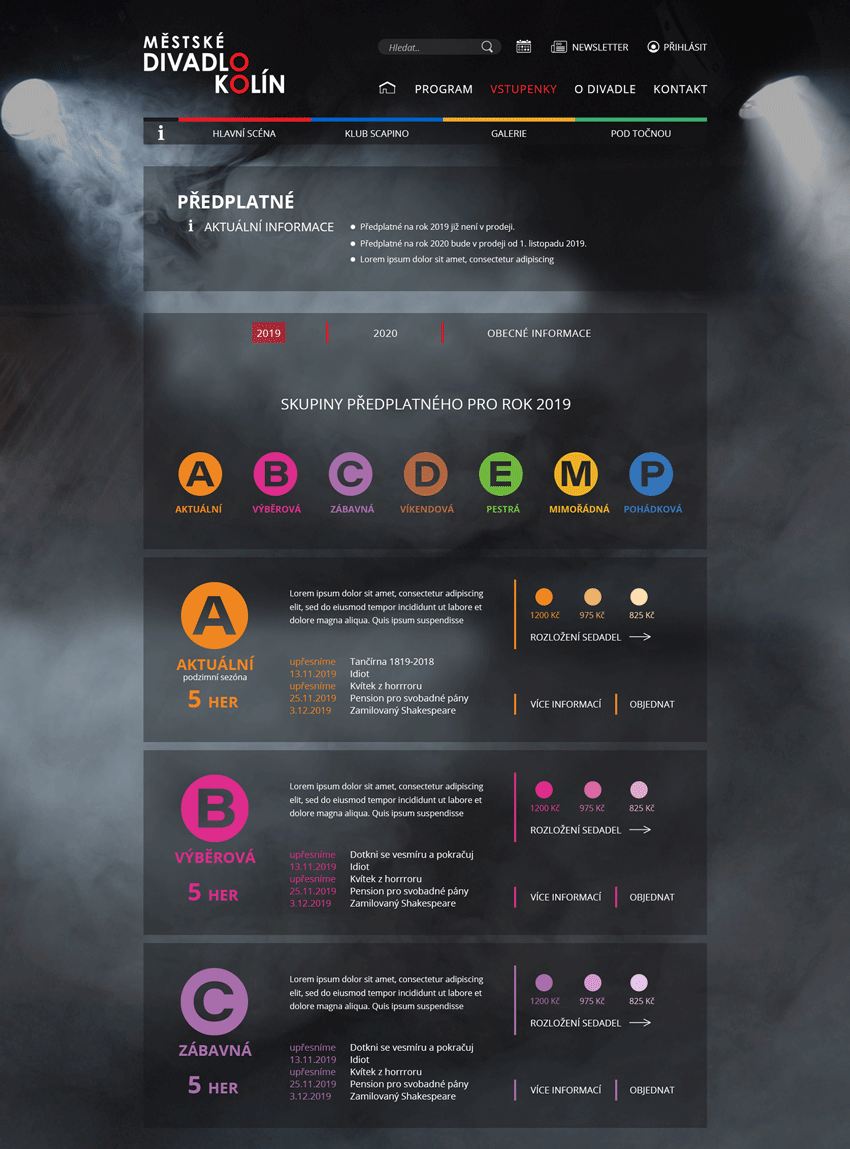 MĚSTSKÉ
DIVADLO
KOLÍN
Hledat..
NEWSLETTER
PŘIHLÁSIT
PROGRAM VSTUPENKY O DIVADLE KONTAKT
i HLAVNÍ SCÉNA KLUB SCAPINO GALERIE POD TOČNOU
PŘEDPLATNÉ
i AKTUÁLNÍ INFORMACE
Předplatné na rok 2019 již není v prodeji.
Předplatné na rok 2020 bude v prodeji od 1. listopadu 2019.
Lorem ipsum dolor sit amet, consectetur adipiscing
2019 2020 OBECNÉ INFORMACE
SKUPINY PŘEDPLATNÉHO PRO ROK 2019
A B C D E M P
AKTUÁLNÍ VÝBĚROVÁ ZÁBAVNÁ VÍKENDOVÁ PESTRÁ MIMOŘÁDNÁ POHÁDKOVÁ
A
AKTUÁLNÍ
podzimní sezóna
5 HER
Lorem ipsum dolor sit amet, consectetur adipiscing
elit, sed do eiusmod tempor incididunt ut labore et
dolore magna aliqua. Quis ipsum suspendisse
upřesníme Tančírna 1819-2018
13.11.2019 Idiot
upřesníme Kvítek z horrroru
25.11.2019 Pension pro svobadné pány
3.12.2019 Zamilovaný Shakespeare
1200 Kč 975 Kč 825 Kč
ROZLOŽENÍ SEDADEL
VÍCE INFORMACÍ OBJEDNAT
B
VÝBĚROVÁ
5 HER
Lorem ipsum dolor sit amet, consectetur adipiscing
elit, sed do eiusmod tempor incididunt ut labore et
dolore magna aliqua. Quis ipsum suspendisse
upřesníme Dotkni se vesmíru a pokračuj
13.11.2019 Idiot
upřesníme Kvítek z horrroru
25.11.2019 Pension pro svobadné pány
3.12.2019 Zamilovaný Shakespeare
1200 Kč 975 Kč 825 Kč
ROZLOŽENÍ SEDADEL
VÍCE INFORMACÍ OBJEDNAT
C
ZÁBAVNÁ
5 HER
Lorem ipsum dolor sit amet, consectetur adipiscing
elit, sed do eiusmod tempor incididunt ut labore et
dolore magna aliqua. Quis ipsum suspendisse
upřesníme Dotkni se vesmíru a pokračuj
13.11.2019 Idiot
upřesníme Kvítek z horrroru
25.11.2019 Pension pro svobadné pány
3.12.2019 Zamilovaný Shakespeare
1200 Kč 975 Kč 825 Kč
ROZLOŽENÍ SEDADEL
VÍCE INFORMACÍ OBJEDNAT